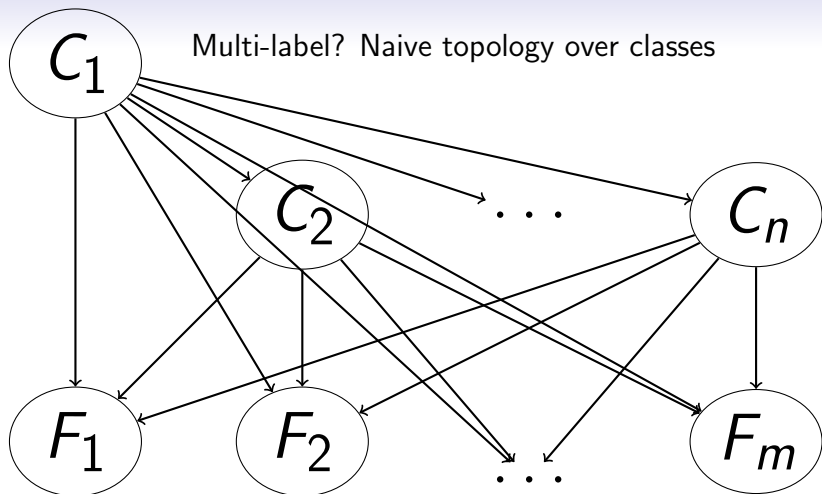 Multi-label? Naive topology over classes
C₁
C₂
. . .
Cₙ
F₁
F₂
. . .
Fₘ